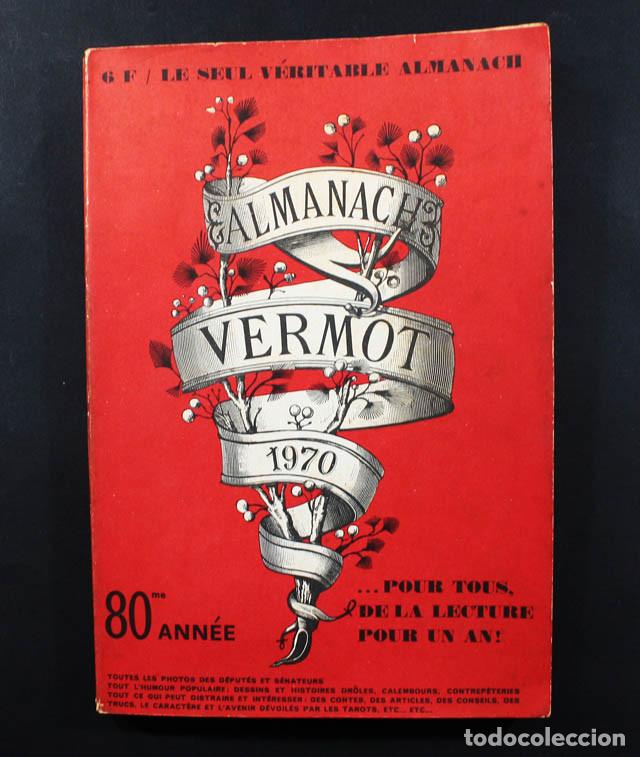 6 F / LE SEUL VÉRITABLE ALMANACH
ALMANACH
VERMOT
1970
80me ANNÉE
...POUR TOUS,
DE LA LECTURE
POUR UN AN!
TOUTES LES PHOTOS DES DÉPUTÉS ET SÉNATEURS
TOUT L'HUMOUR POPULAIRE: DESSINS ET HISTOIRES DRÔLES, CALEMBOURS, CONTREPÈTERIES
TOUT CE QUI PEUT DISTRAIRE ET INTÉRESSER: DES CONTES, DES ARTICLES, DES CONSEILS, DES
TRUCS, LE CARACTÈRE ET L'AVENIR DÉVOILÉS PAR LES TAROTS, ETC... ETC...
todocoleccion